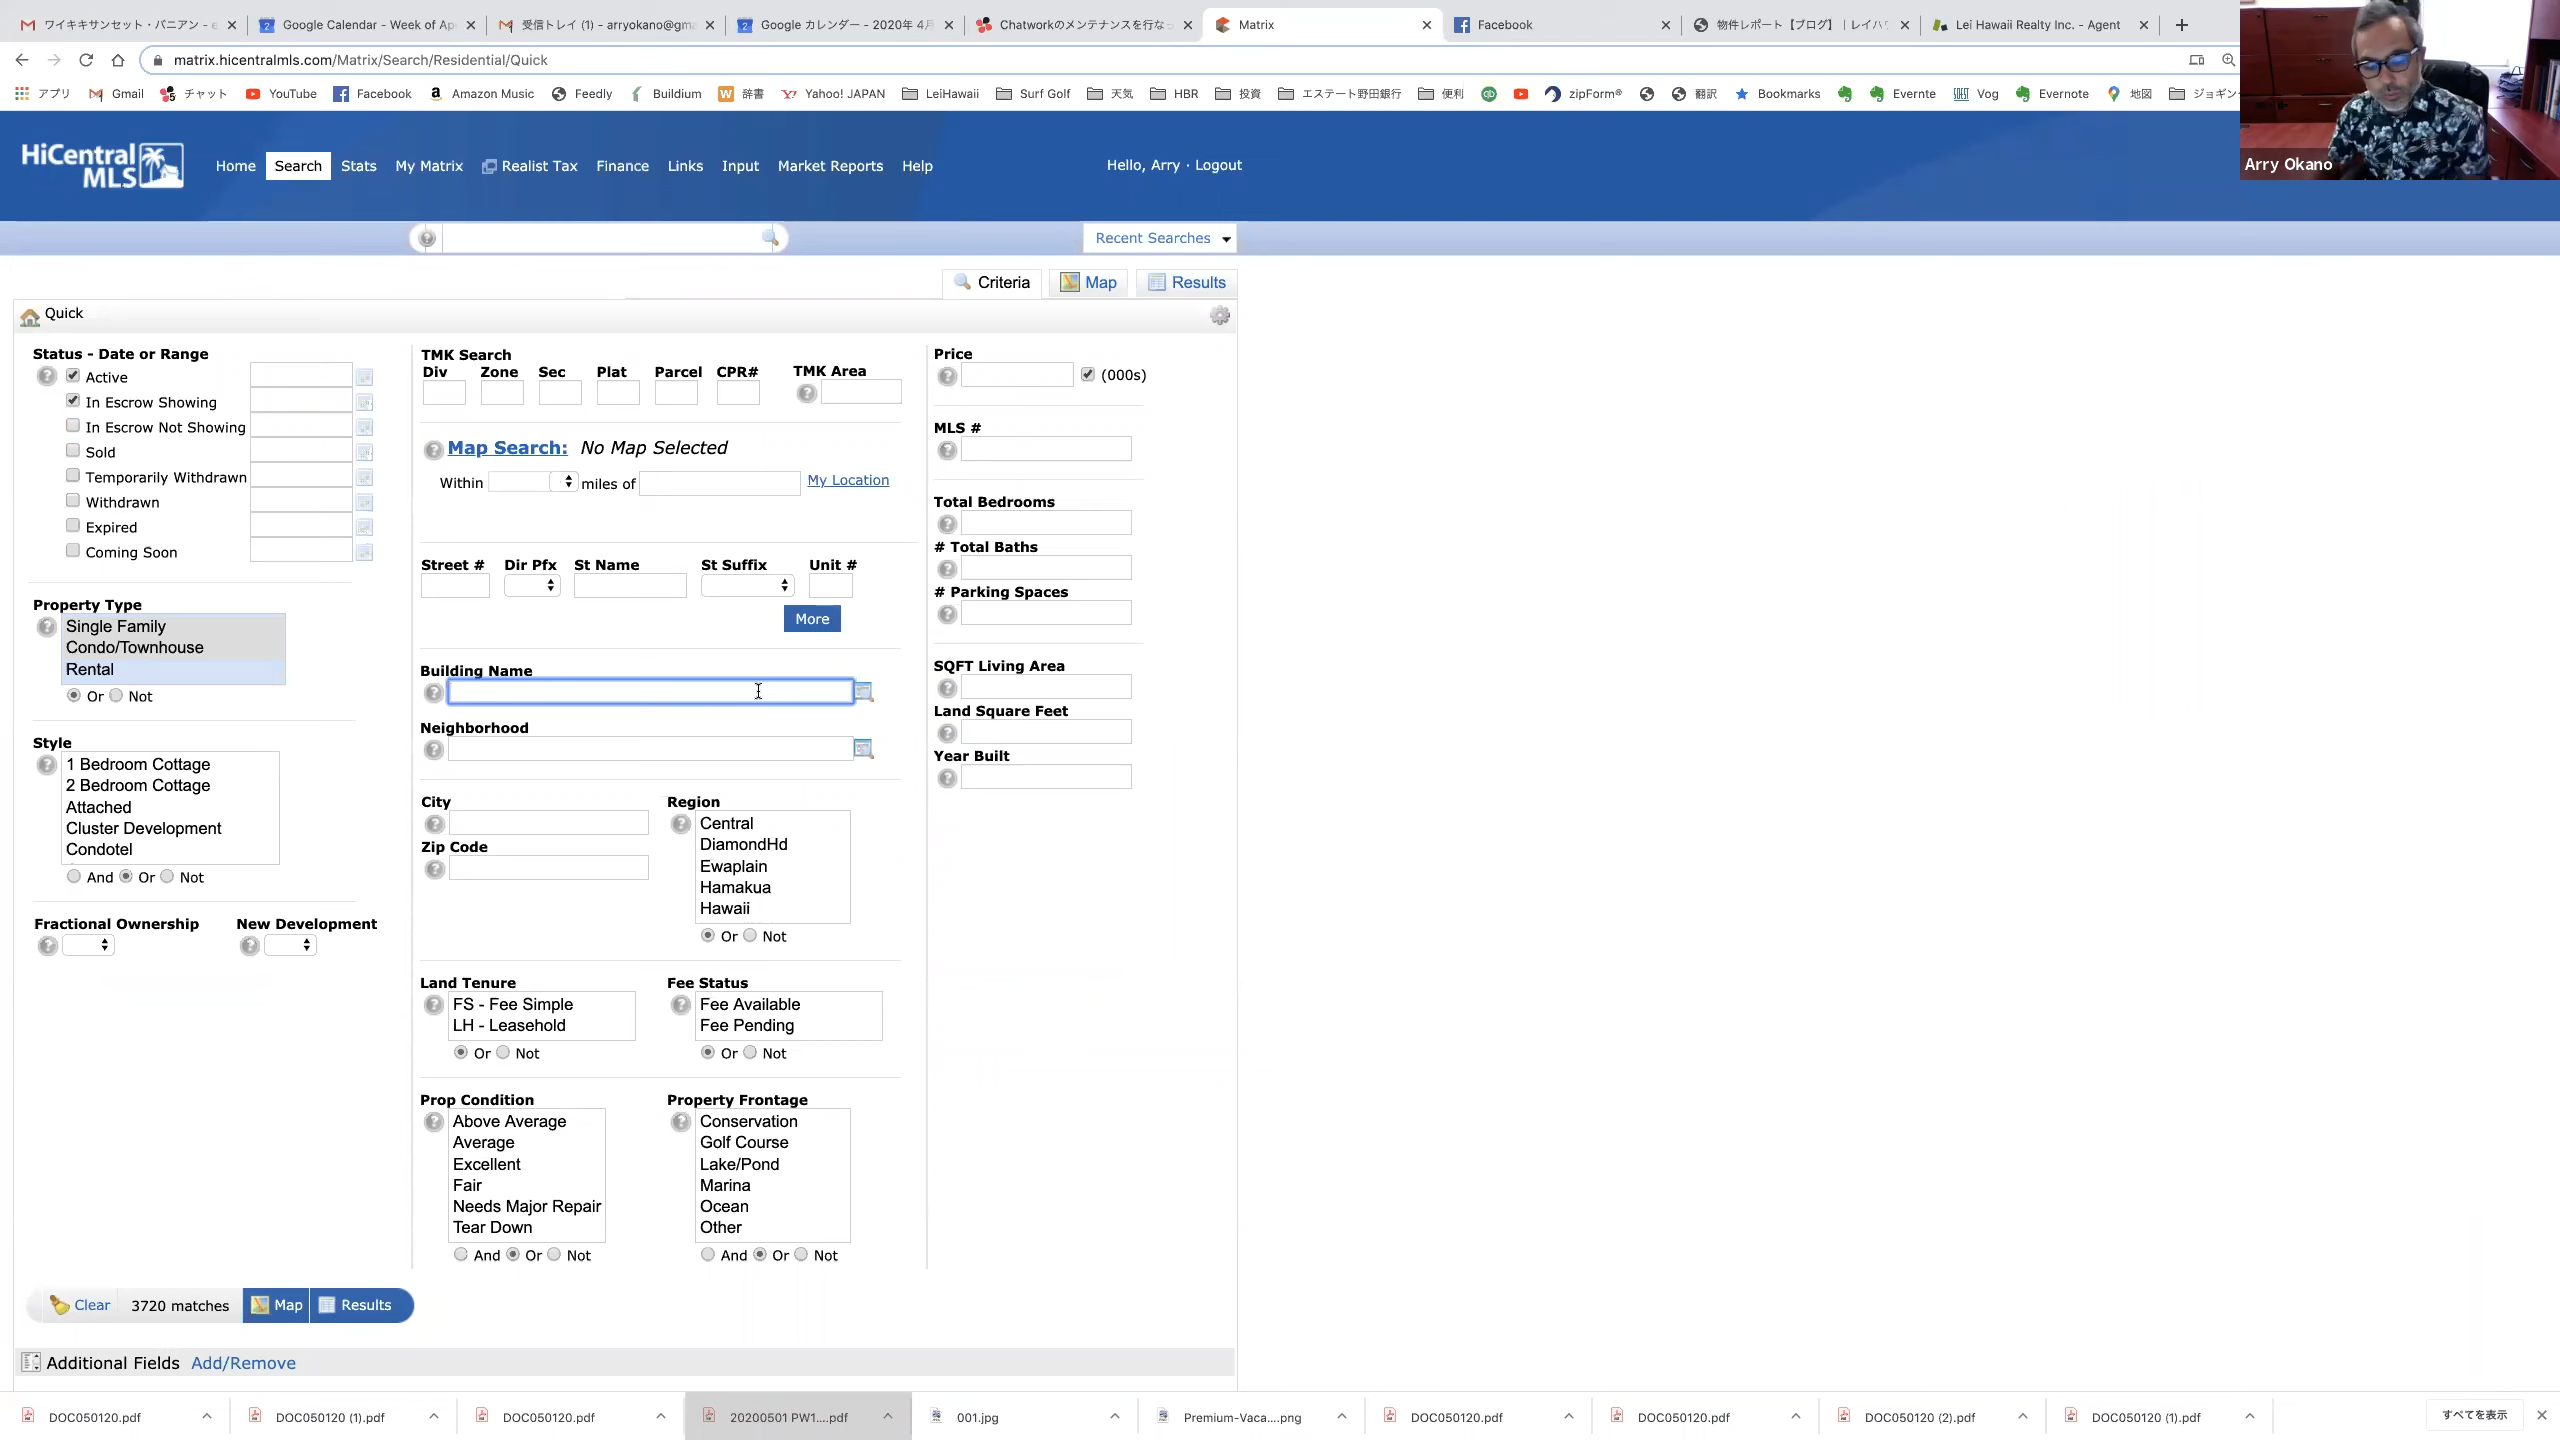 ワイキキサンセット・バニアン - e
Google Calendar - Week of Ap
受信トレイ (1) - arryokano@gma
Google カレンダー - 2020年 4月
Chatworkのメンテナンスを行なっ
Matrix
Facebook
物件レポート【ブログ】 | レイハワ
Lei Hawaii Realty Inc. - Agent
matrix.hicentralmls.com/Matrix/Search/Residential/Quick
アプリ Gmail チャット YouTube Facebook Amazon Music Feedly Buildium 辞書 Yahoo! JAPAN LeiHawaii Surf Golf 天気 HBR 投資 エステート野田銀行 便利 zipForm® 翻訳 Bookmarks Evernte Vog Evernote 地図 ジョギン
Arry Okano
HiCentral
MLS
Home Search Stats My Matrix Realist Tax Finance Links Input Market Reports Help
Hello, Arry · Logout
Recent Searches
Criteria Map Results
Quick
Status - Date or Range
Active
In Escrow Showing
In Escrow Not Showing
Sold
Temporarily Withdrawn
Withdrawn
Expired
Coming Soon
Property Type
Single Family
Condo/Townhouse
Rental
Or Not
Style
1 Bedroom Cottage
2 Bedroom Cottage
Attached
Cluster Development
Condotel
And Or Not
Fractional Ownership New Development
TMK Search
Div Zone Sec Plat Parcel CPR# TMK Area
Map Search: No Map Selected
Within miles of My Location
Street # Dir Pfx St Name St Suffix Unit #
More
Building Name
Neighborhood
City
Zip Code
Region
Central
DiamondHd
Ewaplain
Hamakua
Hawaii
Or Not
Land Tenure
FS - Fee Simple
LH - Leasehold
Or Not
Fee Status
Fee Available
Fee Pending
Or Not
Prop Condition
Above Average
Average
Excellent
Fair
Needs Major Repair
Tear Down
And Or Not
Property Frontage
Conservation
Golf Course
Lake/Pond
Marina
Ocean
Other
And Or Not
Price
(000s)
MLS #
Total Bedrooms
# Total Baths
# Parking Spaces
SQFT Living Area
Land Square Feet
Year Built
Clear 3720 matches Map Results
Additional Fields Add/Remove
DOC050120.pdf
DOC050120 (1).pdf
DOC050120.pdf
20200501 PW1....pdf
001.jpg
Premium-Vaca....png
DOC050120.pdf
DOC050120.pdf
DOC050120 (2).pdf
DOC050120 (1).pdf
すべてを表示